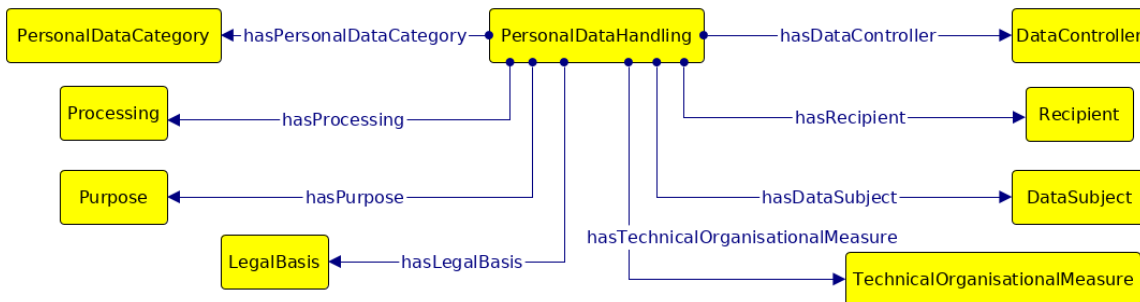 PersonalDataCategory
hasPersonalDataCategory
PersonalDataHandling
hasDataController
DataController
Processing
hasProcessing
hasRecipient
Recipient
Purpose
hasPurpose
hasDataSubject
DataSubject
hasTechnicalOrganisationalMeasure
LegalBasis
hasLegalBasis
TechnicalOrganisationalMeasure